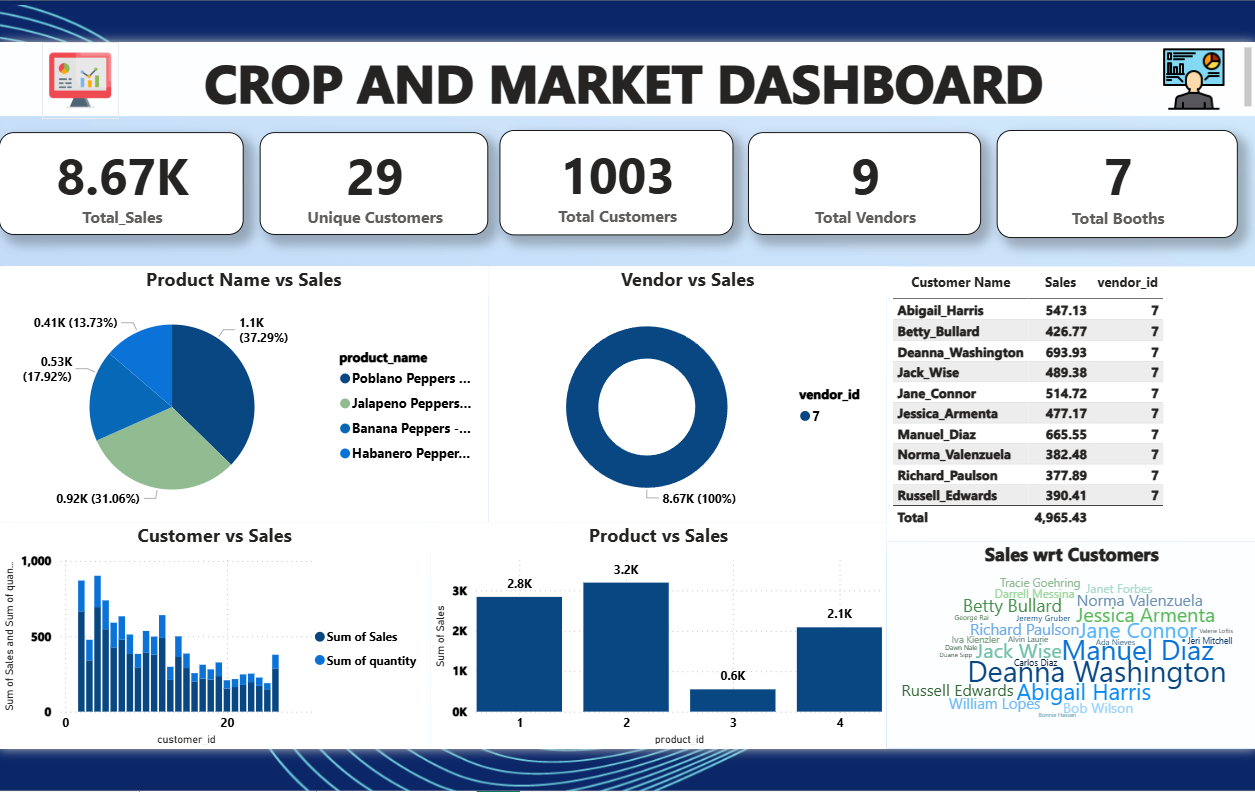 CROP AND MARKET DASHBOARD
8.67K
Total_Sales
29
Unique Customers
1003
Total Customers
9
Total Vendors
7
Total Booths
Product Name vs Sales
0.41K (13.73%)
1.1K
(37.29%)
0.53K
(17.92%)
0.92K (31.06%)
product_name
Poblano Peppers ...
Jalapeno Peppers...
Banana Peppers -...
Habanero Pepper...
Vendor vs Sales
vendor_id
7
8.67K (100%)
Customer Name Sales vendor_id
Abigail_Harris 547.13 7
Betty_Bullard 426.77 7
Deanna_Washington 693.93 7
Jack_Wise 489.38 7
Jane_Connor 514.72 7
Jessica_Armenta 477.17 7
Manuel_Diaz 665.55 7
Norma_Valenzuela 382.48 7
Richard_Paulson 377.89 7
Russell_Edwards 390.41 7
Total 4,965.43
Customer vs Sales
Sum of Sales and Sum of quan...
1,000
500
0
0 20
customer_id
Sum of Sales
Sum of quantity
Product vs Sales
Sum of Sales
3K
2K
1K
0K
2.8K
3.2K
0.6K
2.1K
1 2 3 4
product_id
Sales wrt Customers
Tracie Goehring
Janet Forbes
Darrell Messina
Betty Bullard
Norma Valenzuela
George Rai
Jeremy Gruber
Jessica Armenta
Richard Paulson
Jane Connor
Valerie Loftis
Iva Kienzler
Alvin Laurie
Ada Nieves
Jeri Mitchell
Dawn Nale
Jack Wise
Manuel Diaz
Duane Sipp
Carlos Diaz
Deanna Washington
Russell Edwards
Abigail Harris
William Lopes
Bob Wilson
Bonnie Hassan